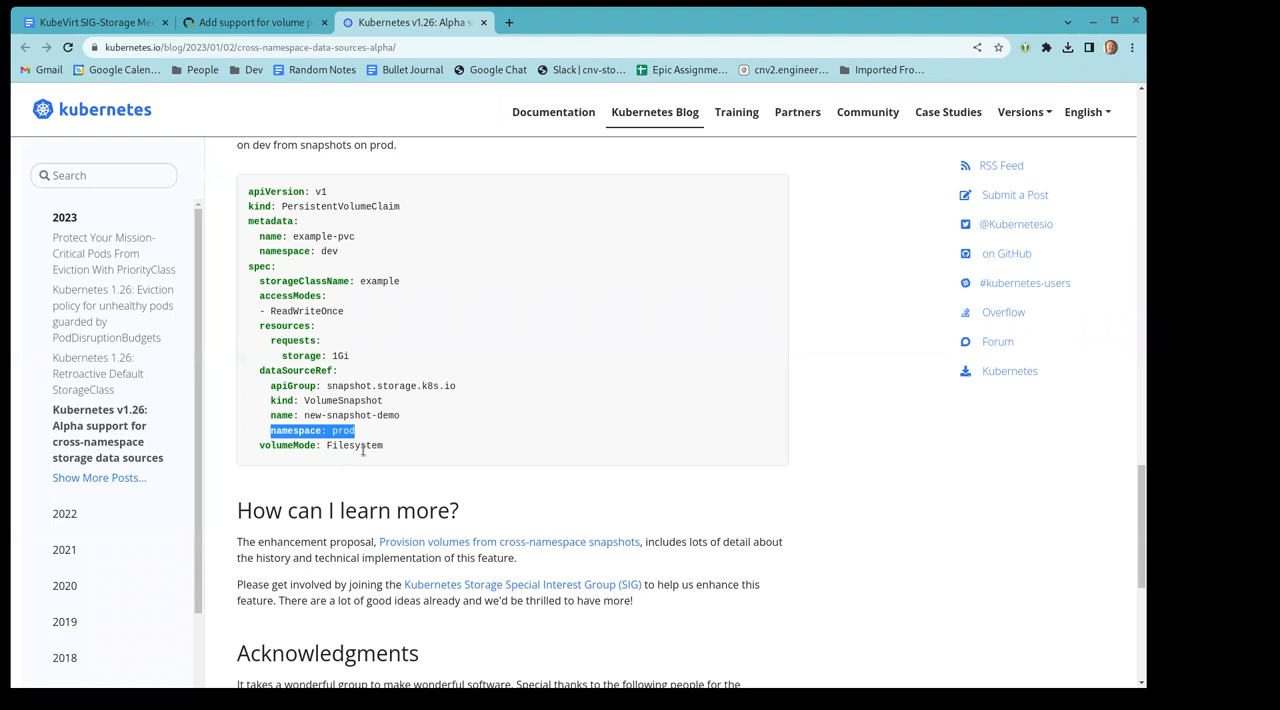 KubeVirt SIG-Storage Me
Add support for volume p
Kubernetes v1.26: Alpha s
kubernetes.io/blog/2023/01/02/cross-namespace-data-sources-alpha/
Gmail
Google Calen…
People
Dev
Random Notes
Bullet Journal
Google Chat
Slack | cnv-sto…
Epic Assignme…
cnv2.engineer…
Imported Fro…
kubernetes
Documentation
Kubernetes Blog
Training
Partners
Community
Case Studies
Versions
English
Search
2023
Protect Your Mission-
Critical Pods From
Eviction With PriorityClass
Kubernetes 1.26: Eviction
policy for unhealthy pods
guarded by
PodDisruptionBudgets
Kubernetes 1.26:
Retroactive Default
StorageClass
Kubernetes v1.26:
Alpha support for
cross-namespace
storage data sources
Show More Posts...
2022
2021
2020
2019
2018
on dev from snapshots on prod.
apiVersion: v1
kind: PersistentVolumeClaim
metadata:
name: example-pvc
namespace: dev
spec:
storageClassName: example
accessModes:
- ReadWriteOnce
resources:
requests:
storage: 1Gi
dataSourceRef:
apiGroup: snapshot.storage.k8s.io
kind: VolumeSnapshot
name: new-snapshot-demo
namespace: prod
volumeMode: Filesystem
How can I learn more?
The enhancement proposal, Provision volumes from cross-namespace snapshots, includes lots of detail about
the history and technical implementation of this feature.
Please get involved by joining the Kubernetes Storage Special Interest Group (SIG) to help us enhance this
feature. There are a lot of good ideas already and we'd be thrilled to have more!
Acknowledgments
It takes a wonderful group to make wonderful software. Special thanks to the following people for the
RSS Feed
Submit a Post
@Kubernetesio
on GitHub
#kubernetes-users
Overflow
Forum
Kubernetes